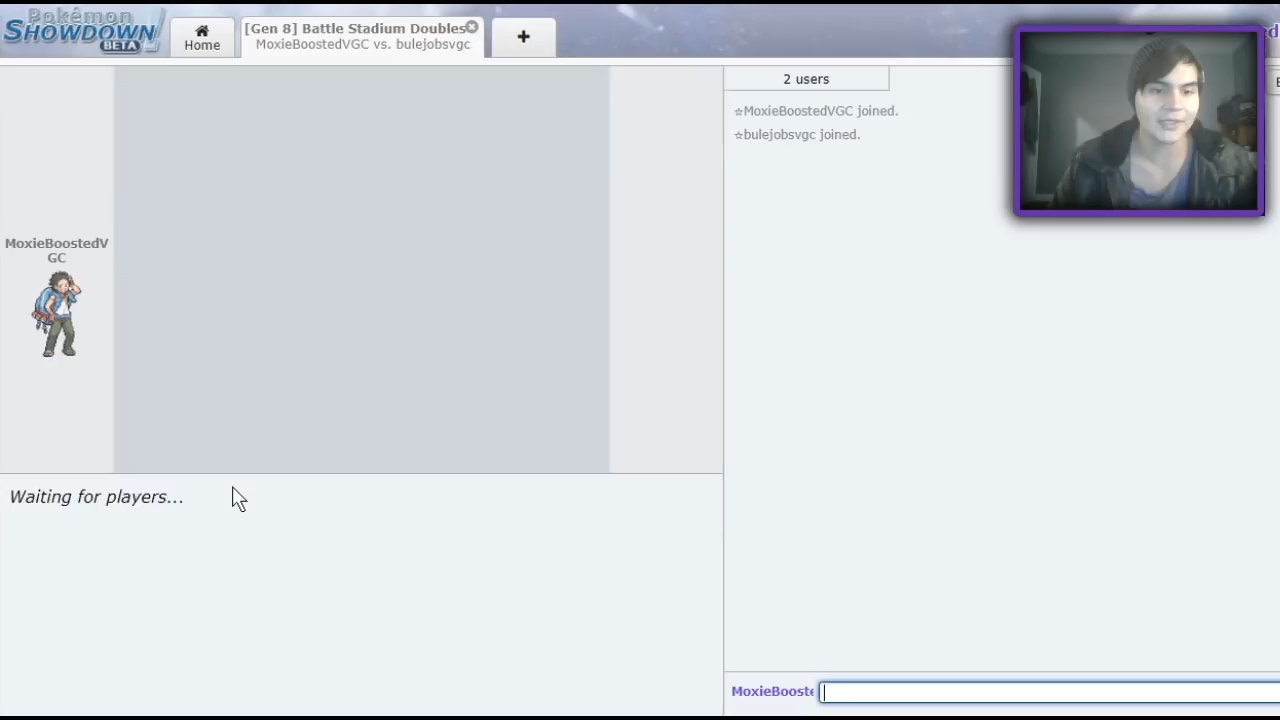 Pokémon
SHOWDOWN
BETA
Home
[Gen 8] Battle Stadium Doubles
MoxieBoostedVGC vs. bulejobsvgc
+
2 users
☆MoxieBoostedVGC joined.
☆bulejobsvgc joined.
MoxieBoostedV
GC
Waiting for players...
MoxieBooste